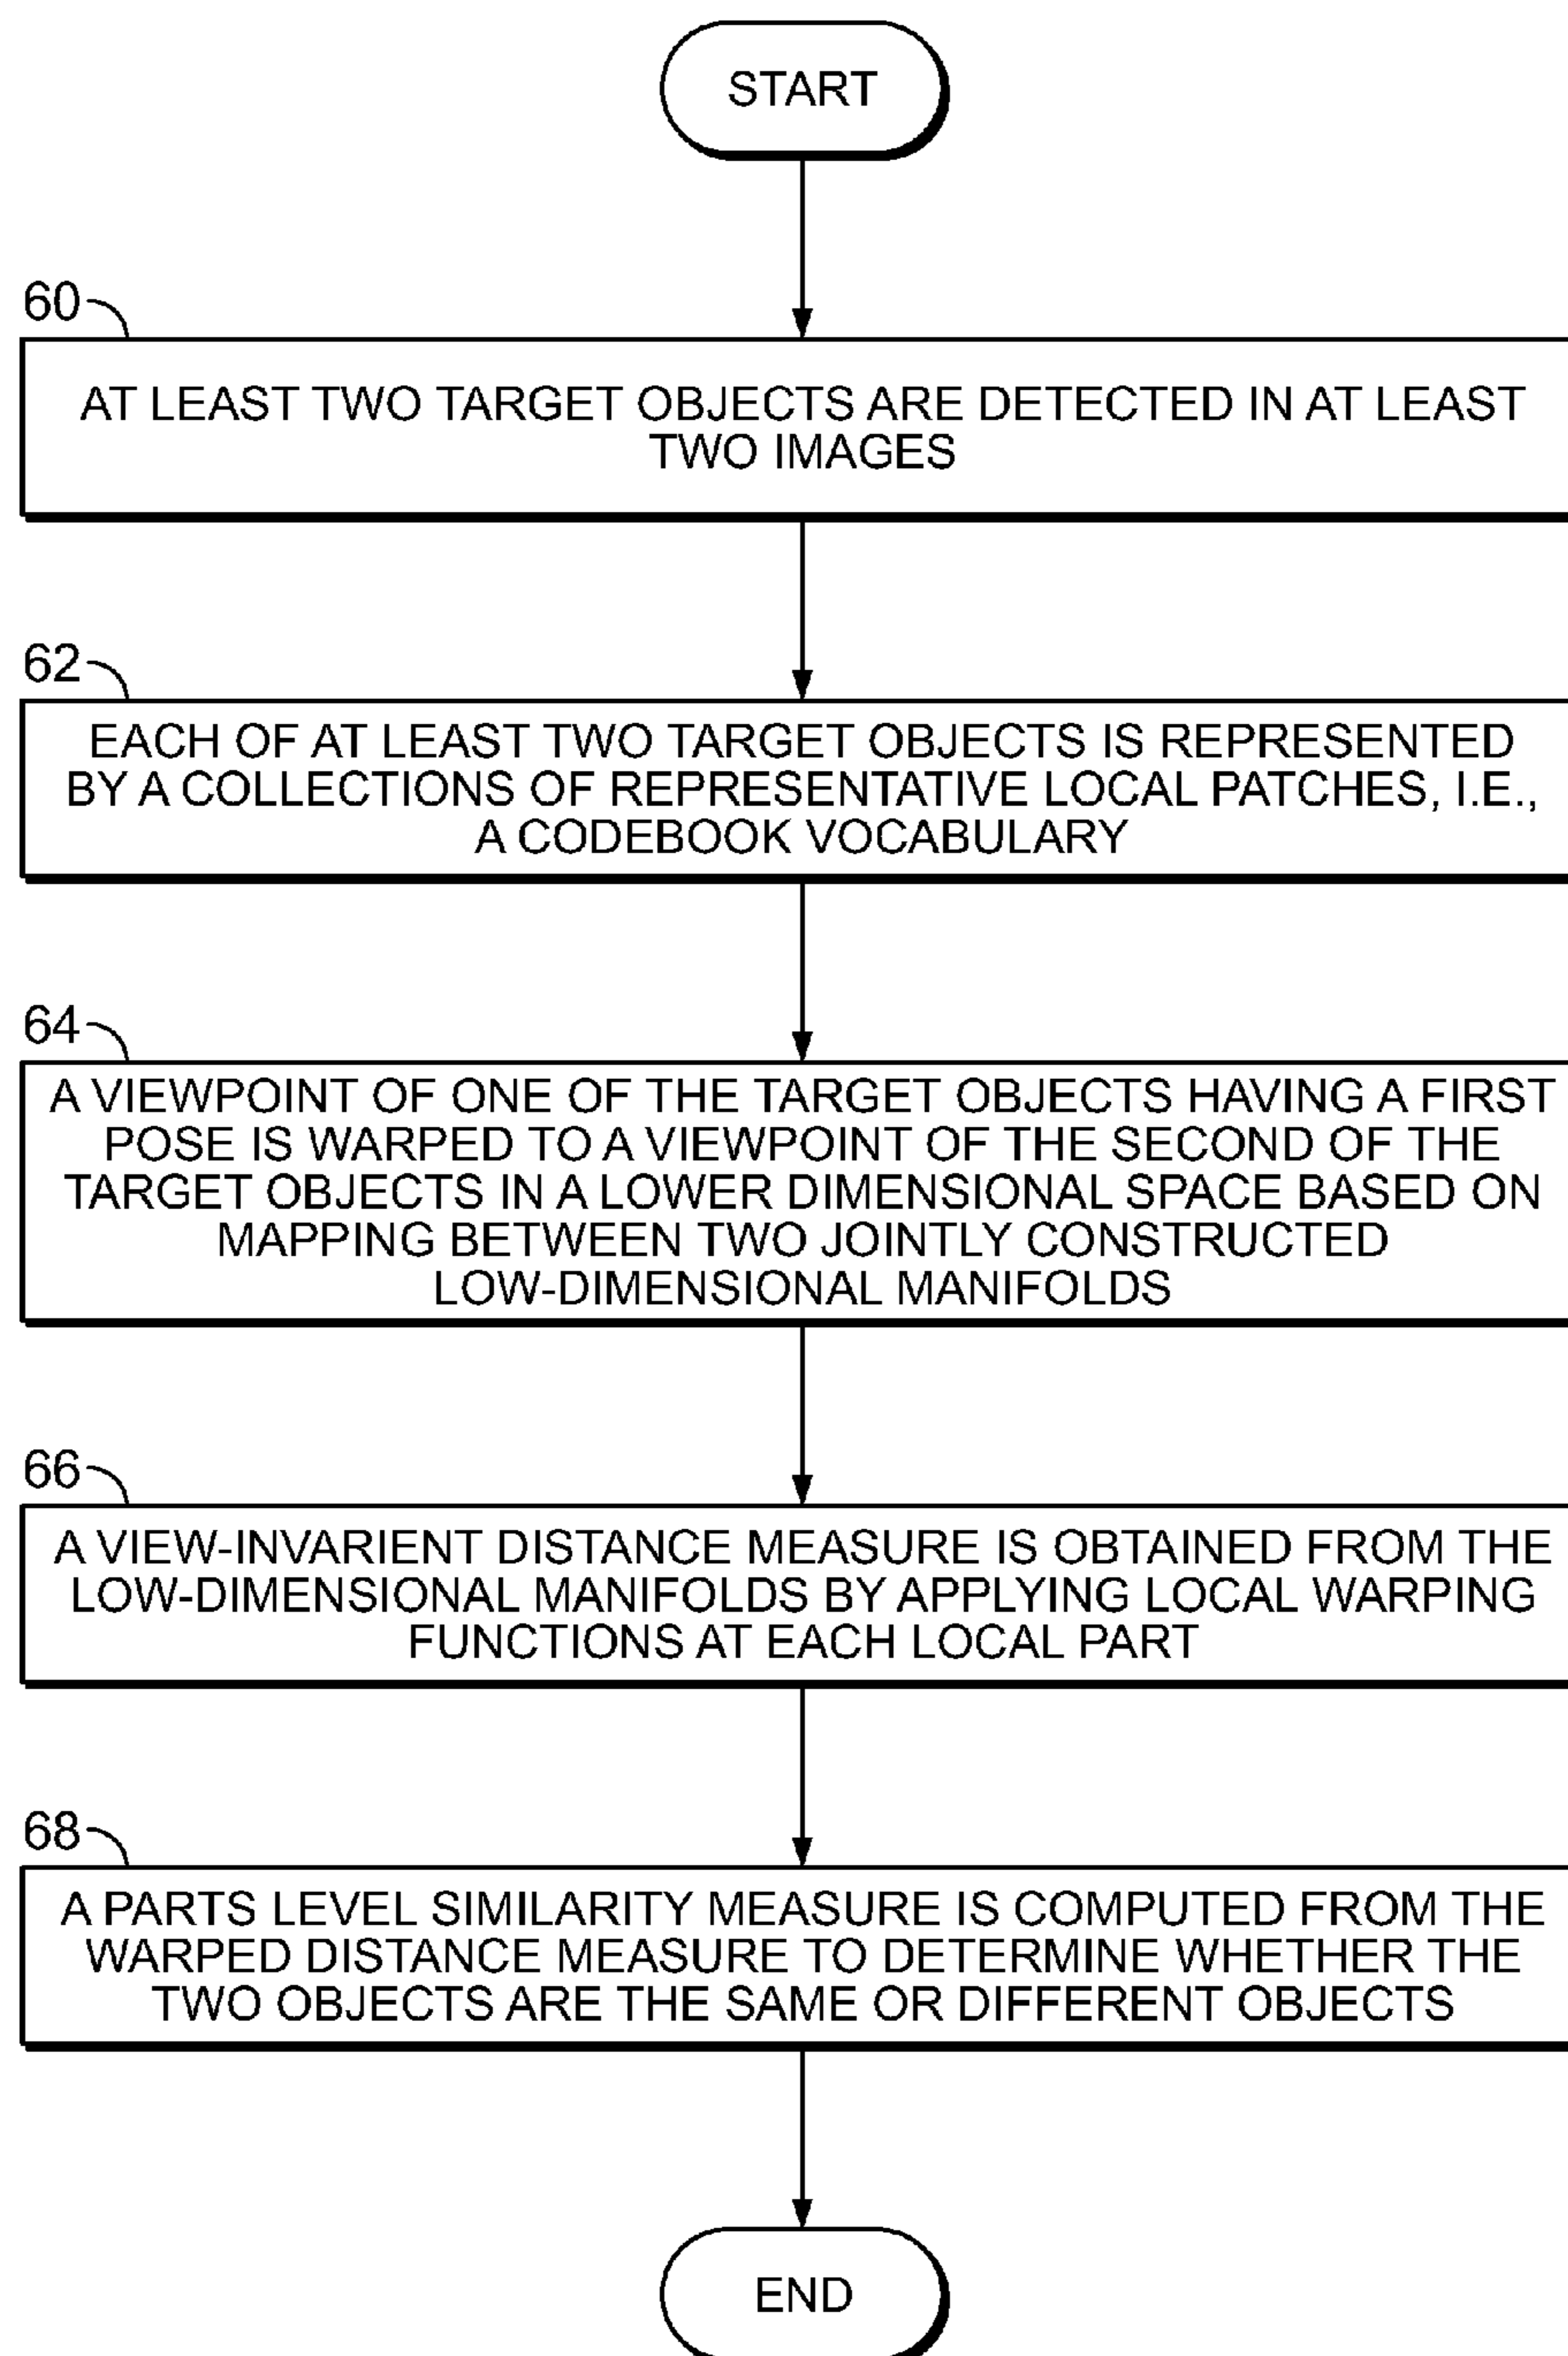 START
60
AT LEAST TWO TARGET OBJECTS ARE DETECTED IN AT LEAST
TWO IMAGES
62
EACH OF AT LEAST TWO TARGET OBJECTS IS REPRESENTED
BY A COLLECTIONS OF REPRESENTATIVE LOCAL PATCHES, I.E.,
A CODEBOOK VOCABULARY
64
A VIEWPOINT OF ONE OF THE TARGET OBJECTS HAVING A FIRST
POSE IS WARPED TO A VIEWPOINT OF THE SECOND OF THE
TARGET OBJECTS IN A LOWER DIMENSIONAL SPACE BASED ON
MAPPING BETWEEN TWO JOINTLY CONSTRUCTED
LOW-DIMENSIONAL MANIFOLDS
66
A VIEW-INVARIENT DISTANCE MEASURE IS OBTAINED FROM THE
LOW-DIMENSIONAL MANIFOLDS BY APPLYING LOCAL WARPING
FUNCTIONS AT EACH LOCAL PART
68
A PARTS LEVEL SIMILARITY MEASURE IS COMPUTED FROM THE
WARPED DISTANCE MEASURE TO DETERMINE WHETHER THE
TWO OBJECTS ARE THE SAME OR DIFFERENT OBJECTS
END